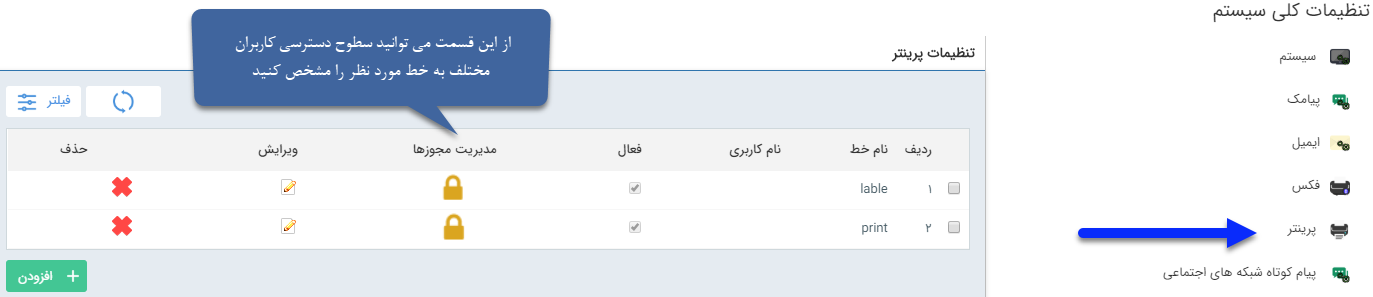 تنظیمات کلی سیستم
سیستم
پیامک
ایمیل
فکس
پرینتر
پیام کوتاه شبکه های اجتماعی
از این قسمت می توانید سطوح دسترسی کاربران
مختلف به خط مورد نظر را مشخص کنید
تنظیمات پرینتر
فیلتر
ردیف نام خط نام کاربری فعال مدیریت مجوزها ویرایش حذف
۱ lable
۲ print
+ افزودن